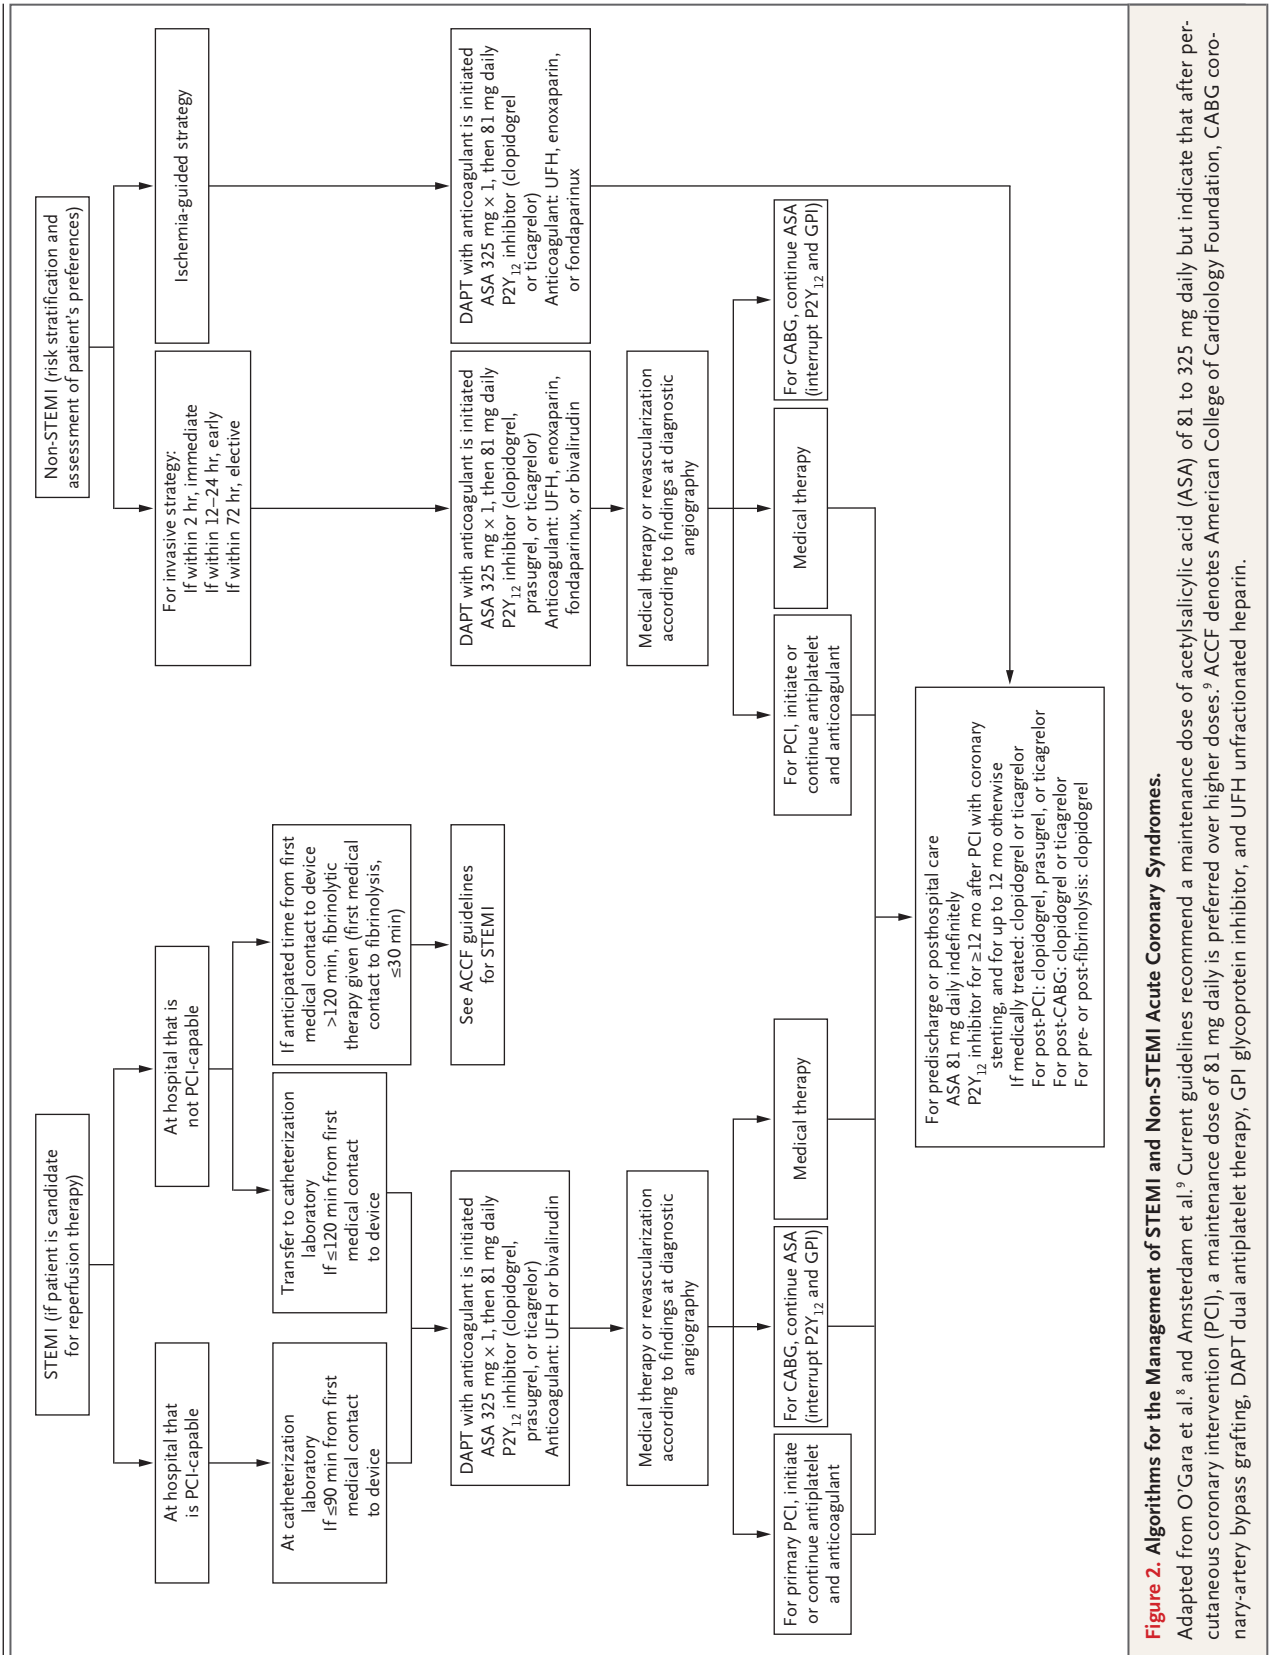 STEMI (if patient is candidate
for reperfusion therapy)
At hospital that
is PCI-capable
At hospital that is
not PCI-capable
At catheterization
laboratory
If ≤90 min from first
medical contact
to device
Transfer to catheterization
laboratory
If ≤120 min from first
medical contact
to device
If anticipated time from first
medical contact to device
>120 min, fibrinolytic
therapy given (first medical
contact to fibrinolysis,
≤30 min)
See ACCF guidelines
for STEMI
DAPT with anticoagulant is initiated
ASA 325 mg × 1, then 81 mg daily
P2Y₁₂ inhibitor (clopidogrel,
prasugrel, or ticagrelor)
Anticoagulant: UFH or bivalirudin
Medical therapy or revascularization
according to findings at diagnostic
angiography
For primary PCI, initiate
or continue antiplatelet
and anticoagulant
For CABG, continue ASA
(interrupt P2Y₁₂ and GPI)
Medical therapy
Non-STEMI (risk stratification and
assessment of patient's preferences)
For invasive strategy:
If within 2 hr, immediate
If within 12–24 hr, early
If within 72 hr, elective
Ischemia-guided strategy
DAPT with anticoagulant is initiated
ASA 325 mg × 1, then 81 mg daily
P2Y₁₂ inhibitor (clopidogrel,
prasugrel, or ticagrelor)
Anticoagulant: UFH, enoxaparin,
fondaparinux, or bivalirudin
DAPT with anticoagulant is initiated
ASA 325 mg × 1, then 81 mg daily
P2Y₁₂ inhibitor (clopidogrel
or ticagrelor)
Anticoagulant: UFH, enoxaparin,
or fondaparinux
Medical therapy or revascularization
according to findings at diagnostic
angiography
For PCI, initiate or
continue antiplatelet
and anticoagulant
Medical therapy
For CABG, continue ASA
(interrupt P2Y₁₂ and GPI)
For predischarge or posthospital care
ASA 81 mg daily indefinitely
P2Y₁₂ inhibitor for ≥12 mo after PCI with coronary
stenting, and for up to 12 mo otherwise
If medically treated: clopidogrel or ticagrelor
For post-PCI: clopidogrel, prasugrel, or ticagrelor
For post-CABG: clopidogrel or ticagrelor
For pre- or post-fibrinolysis: clopidogrel
Figure 2. Algorithms for the Management of STEMI and Non-STEMI Acute Coronary Syndromes.
Adapted from O'Gara et al.⁸ and Amsterdam et al.⁹ Current guidelines recommend a maintenance dose of acetylsalicylic acid (ASA) of 81 to 325 mg daily but indicate that after per-
cutaneous coronary intervention (PCI), a maintenance dose of 81 mg daily is preferred over higher doses.⁹ ACCF denotes American College of Cardiology Foundation, CABG coro-
nary-artery bypass grafting, DAPT dual antiplatelet therapy, GPI glycoprotein inhibitor, and UFH unfractionated heparin.